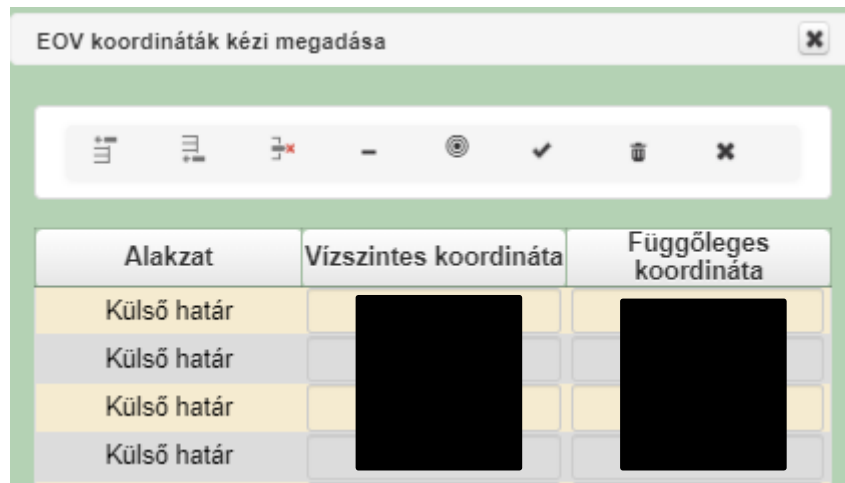 EOV koordináták kézi megadása
Alakzat
Vízszintes koordináta
Függőleges
koordináta
Külső határ
Külső határ
Külső határ
Külső határ